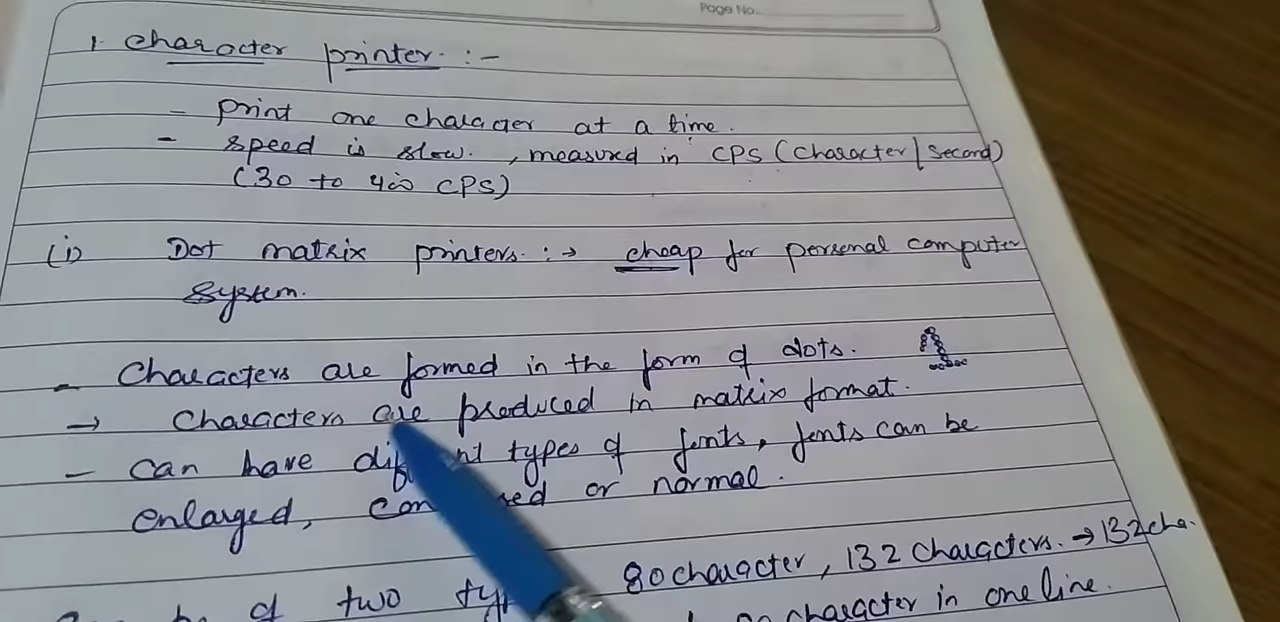 Page No.
1. character printer :-
- print one character at a time.
- speed is slow. , measured in CPS (character/second)
(30 to 400 CPS)
(i) Dot matrix printers :→ cheap for personal computer
system.
- characters are formed in the form of dots.
→ characters are produced in matrix format.
- can have types of fonts, fonts can be
enlarged, or normal.
of two 80 character, 132 characters. → 132 cha.
character in one line.